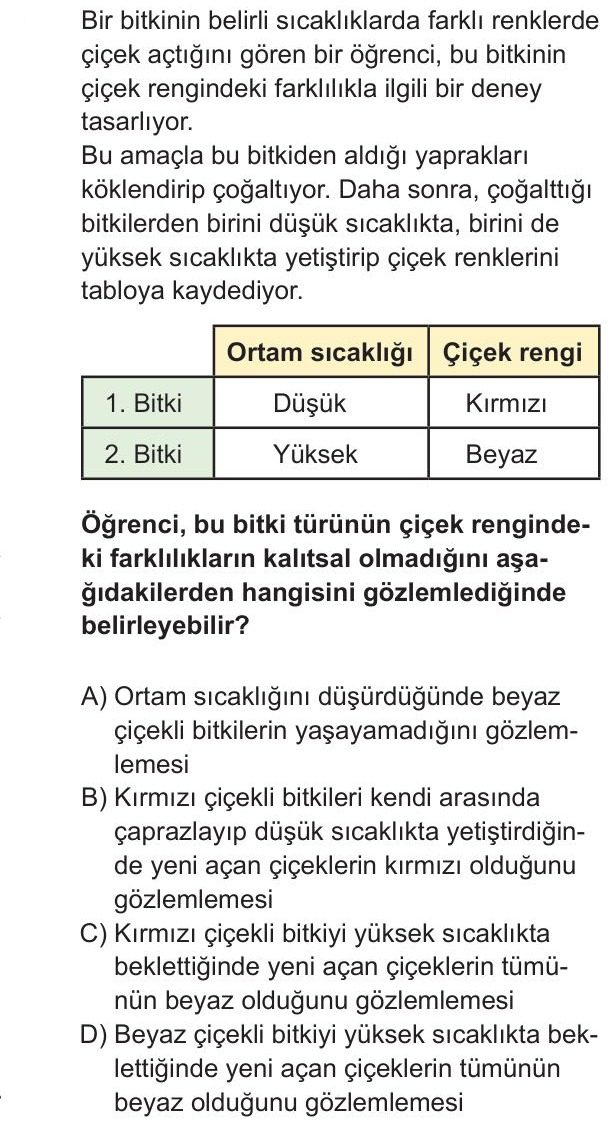 Bir bitkinin belirli sıcaklıklarda farklı renklerde
çiçek açtığını gören bir öğrenci, bu bitkinin
çiçek rengindeki farklılıkla ilgili bir deney
tasarlıyor.
Bu amaçla bu bitkiden aldığı yaprakları
köklendirip çoğaltıyor. Daha sonra, çoğalttığı
bitkilerden birini düşük sıcaklıkta, birini de
yüksek sıcaklıkta yetiştirip çiçek renklerini
tabloya kaydediyor.
Ortam sıcaklığı Çiçek rengi
1. Bitki Düşük Kırmızı
2. Bitki Yüksek Beyaz
Öğrenci, bu bitki türünün çiçek renginde-
ki farklılıkların kalıtsal olmadığını aşa-
ğıdakilerden hangisini gözlemlediğinde
belirleyebilir?
A) Ortam sıcaklığını düşürdüğünde beyaz
çiçekli bitkilerin yaşayamadığını gözlem-
lemesi
B) Kırmızı çiçekli bitkileri kendi arasında
çaprazlayıp düşük sıcaklıkta yetiştirdiğin-
de yeni açan çiçeklerin kırmızı olduğunu
gözlemlemesi
C) Kırmızı çiçekli bitkiyi yüksek sıcaklıkta
beklettiğinde yeni açan çiçeklerin tümü-
nün beyaz olduğunu gözlemlemesi
D) Beyaz çiçekli bitkiyi yüksek sıcaklıkta bek-
lettiğinde yeni açan çiçeklerin tümünün
beyaz olduğunu gözlemlemesi